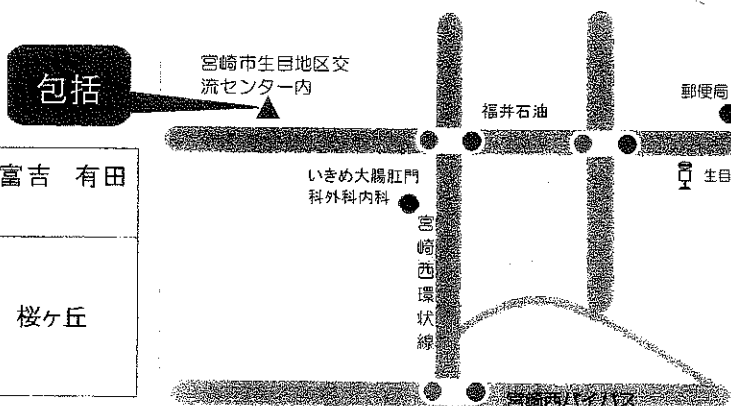 包括
宮崎市生目地区交
流センター内
福井石油
郵便局
富吉 有田
いきめ大腸肛門
科外科内科
生目
宮崎西環状線
桜ヶ丘
宮崎西バイパス